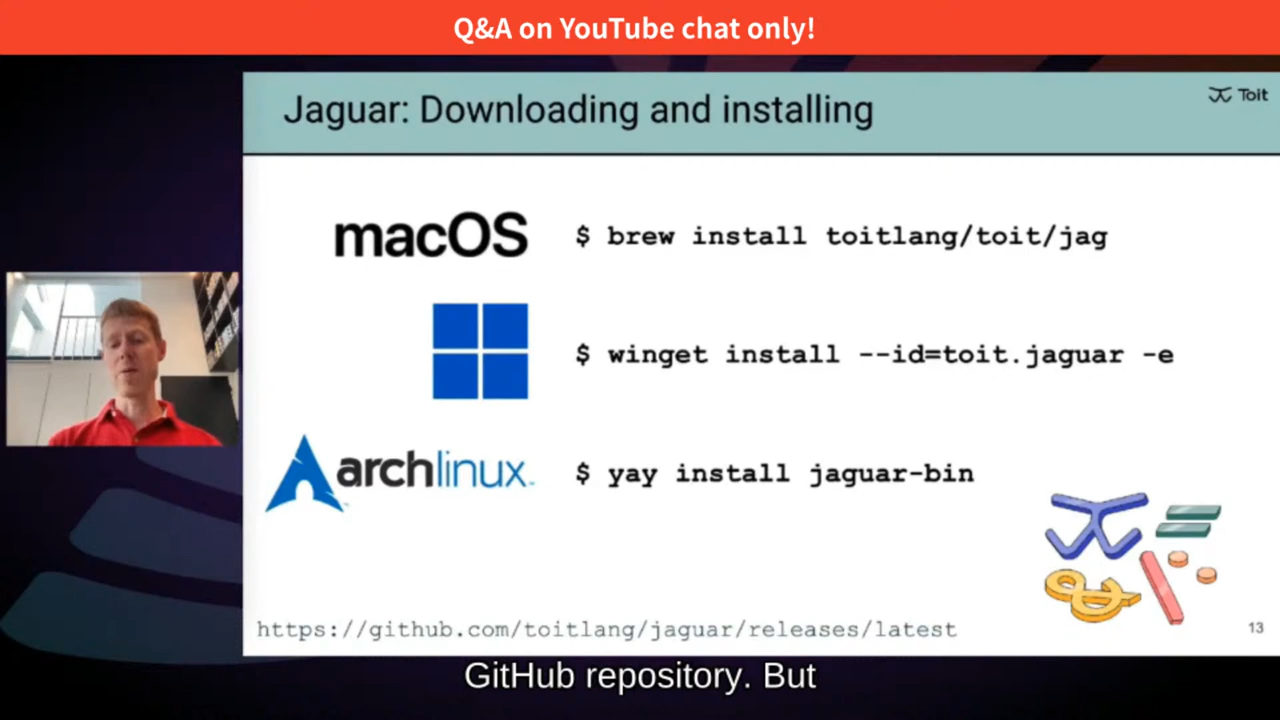 Q&A on YouTube chat only!
Jaguar: Downloading and installing
Toit
macOS
$ brew install toitlang/toit/jag
$ winget install --id=toit.jaguar -e
archlinux™
$ yay install jaguar-bin
https://github.com/toitlang/jaguar/releases/latest
13
GitHub repository. But